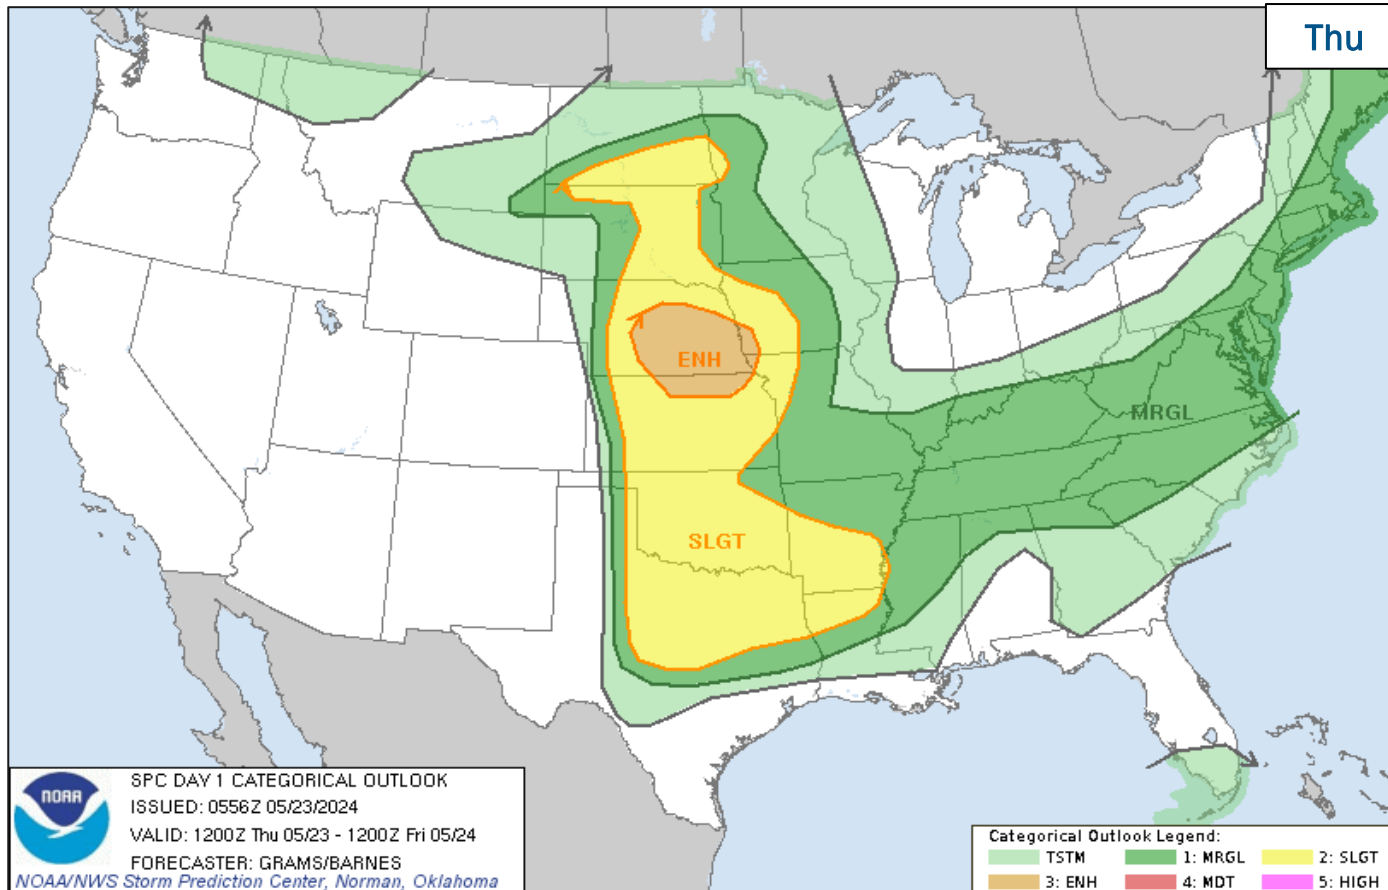 Thu
ENH
MRGL
SLGT
NOAA
SPC DAY 1 CATEGORICAL OUTLOOK
ISSUED: 0556Z 05/23/2024
VALID: 1200Z Thu 05/23 - 1200Z Fri 05/24
FORECASTER: GRAMS/BARNES
NOAA/NWS Storm Prediction Center, Norman, Oklahoma
Categorical Outlook Legend:
TSTM 1: MRGL 2: SLGT
3: ENH 4: MDT 5: HIGH